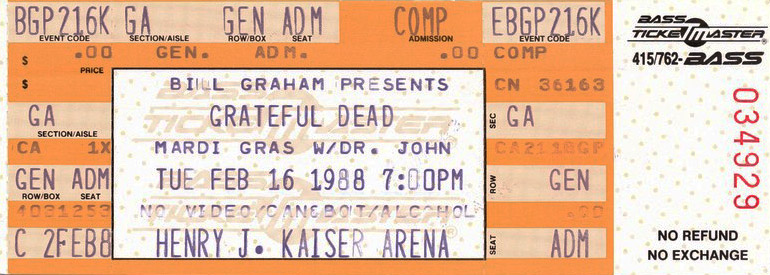 BGP216K GA GEN ADM COMP EBGP216K
EVENT CODE SECTION/AISLE ROW/BOX SEAT ADMISSION EVENT CODE
$ .00 GEN. ADM. .00 COMP
PRICE
$
BILL GRAHAM PRESENTS
CN 36163
GA
SECTION/AISLE
GRATEFUL DEAD
SEC GA
CA 1X
MARDI GRAS W/DR. JOHN
GEN ADM
ROW/BOX SEAT
TUE FEB 16 1988 7:00PM
ROW GEN
NO VIDEO/CAN&BOT/ALCOHOL
.00
C 2FEB8
HENRY J. KAISER ARENA
SEAT ADM
BASS
TICKETMASTER
415/762-BASS
034929
NO REFUND
NO EXCHANGE